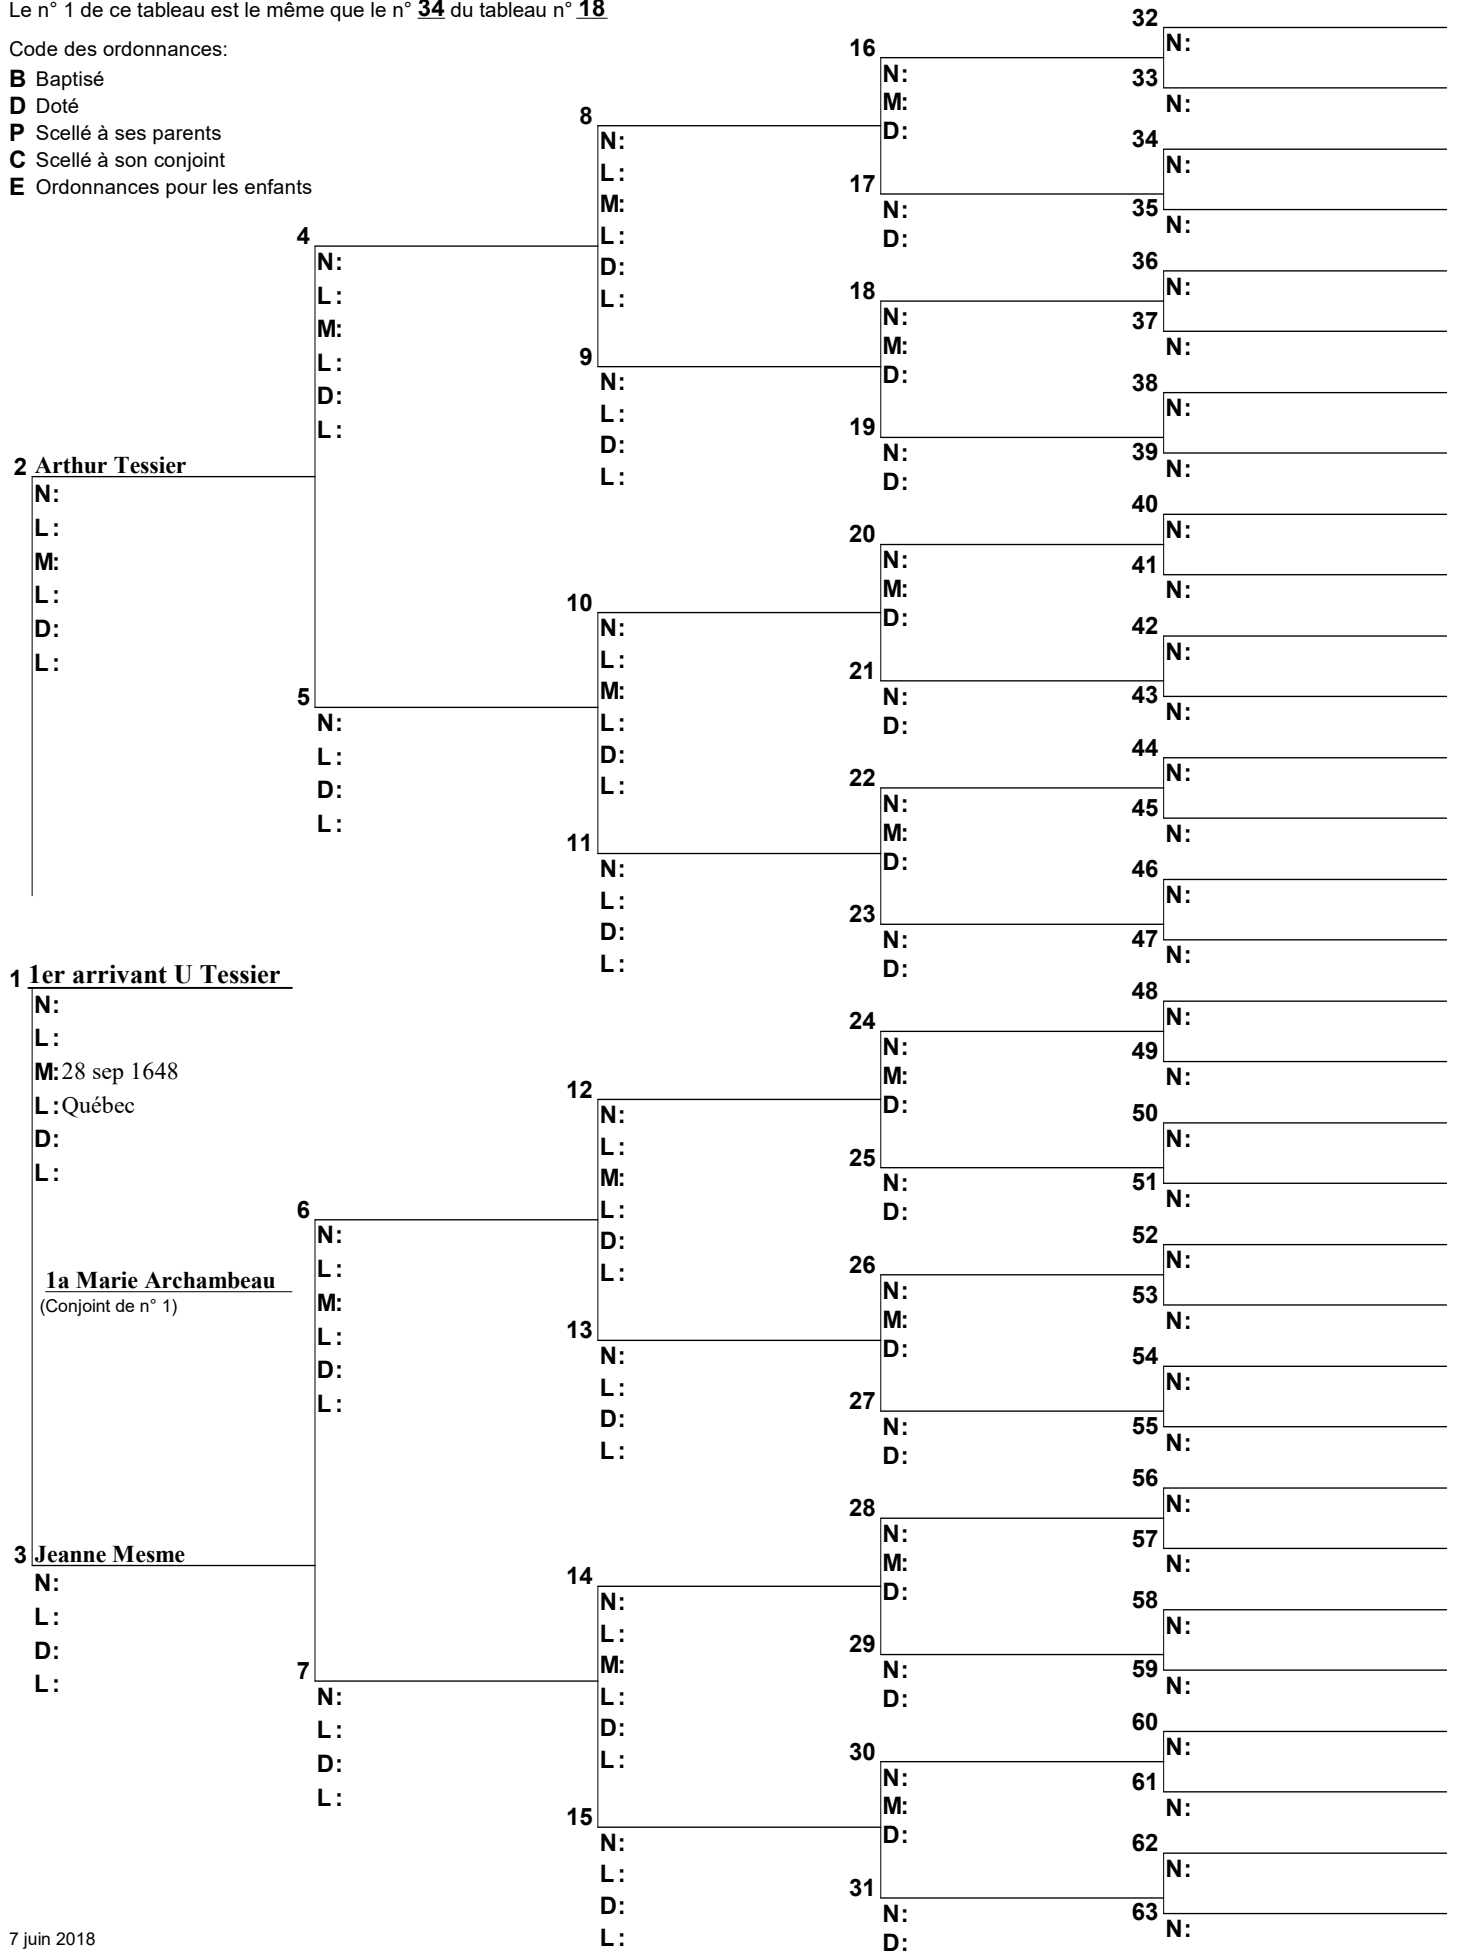 Le n° 1 de ce tableau est le même que le n° 34 du tableau n° 18
Code des ordonnances:
B Baptisé
D Doté
P Scellé à ses parents
C Scellé à son conjoint
E Ordonnances pour les enfants
2 Arthur Tessier
N:
L:
M:
L:
D:
L:
1 1er arrivant U Tessier
N:
L:
M: 28 sep 1648
L: Québec
D:
L:
1a Marie Archambeau
(Conjoint de n° 1)
3 Jeanne Mesme
N:
L:
D:
L:
4
N:
L:
M:
L:
D:
L:
5
N:
L:
D:
L:
6
N:
L:
M:
L:
D:
L:
7
N:
L:
D:
L:
8
N:
L:
M:
L:
D:
L:
9
N:
L:
D:
L:
10
N:
L:
M:
L:
D:
L:
11
N:
L:
D:
L:
12
N:
L:
M:
L:
D:
L:
13
N:
L:
D:
L:
14
N:
L:
M:
L:
D:
L:
15
N:
L:
D:
L:
16
N:
M:
D:
17
N:
D:
18
N:
M:
D:
19
N:
D:
20
N:
M:
D:
21
N:
D:
22
N:
M:
D:
23
N:
D:
24
N:
M:
D:
25
N:
D:
26
N:
M:
D:
27
N:
D:
28
N:
M:
D:
29
N:
D:
30
N:
M:
D:
31
N:
D:
32
N:
33
N:
34
N:
35
N:
36
N:
37
N:
38
N:
39
N:
40
N:
41
N:
42
N:
43
N:
44
N:
45
N:
46
N:
47
N:
48
N:
49
N:
50
N:
51
N:
52
N:
53
N:
54
N:
55
N:
56
N:
57
N:
58
N:
59
N:
60
N:
61
N:
62
N:
63
N:
7 juin 2018